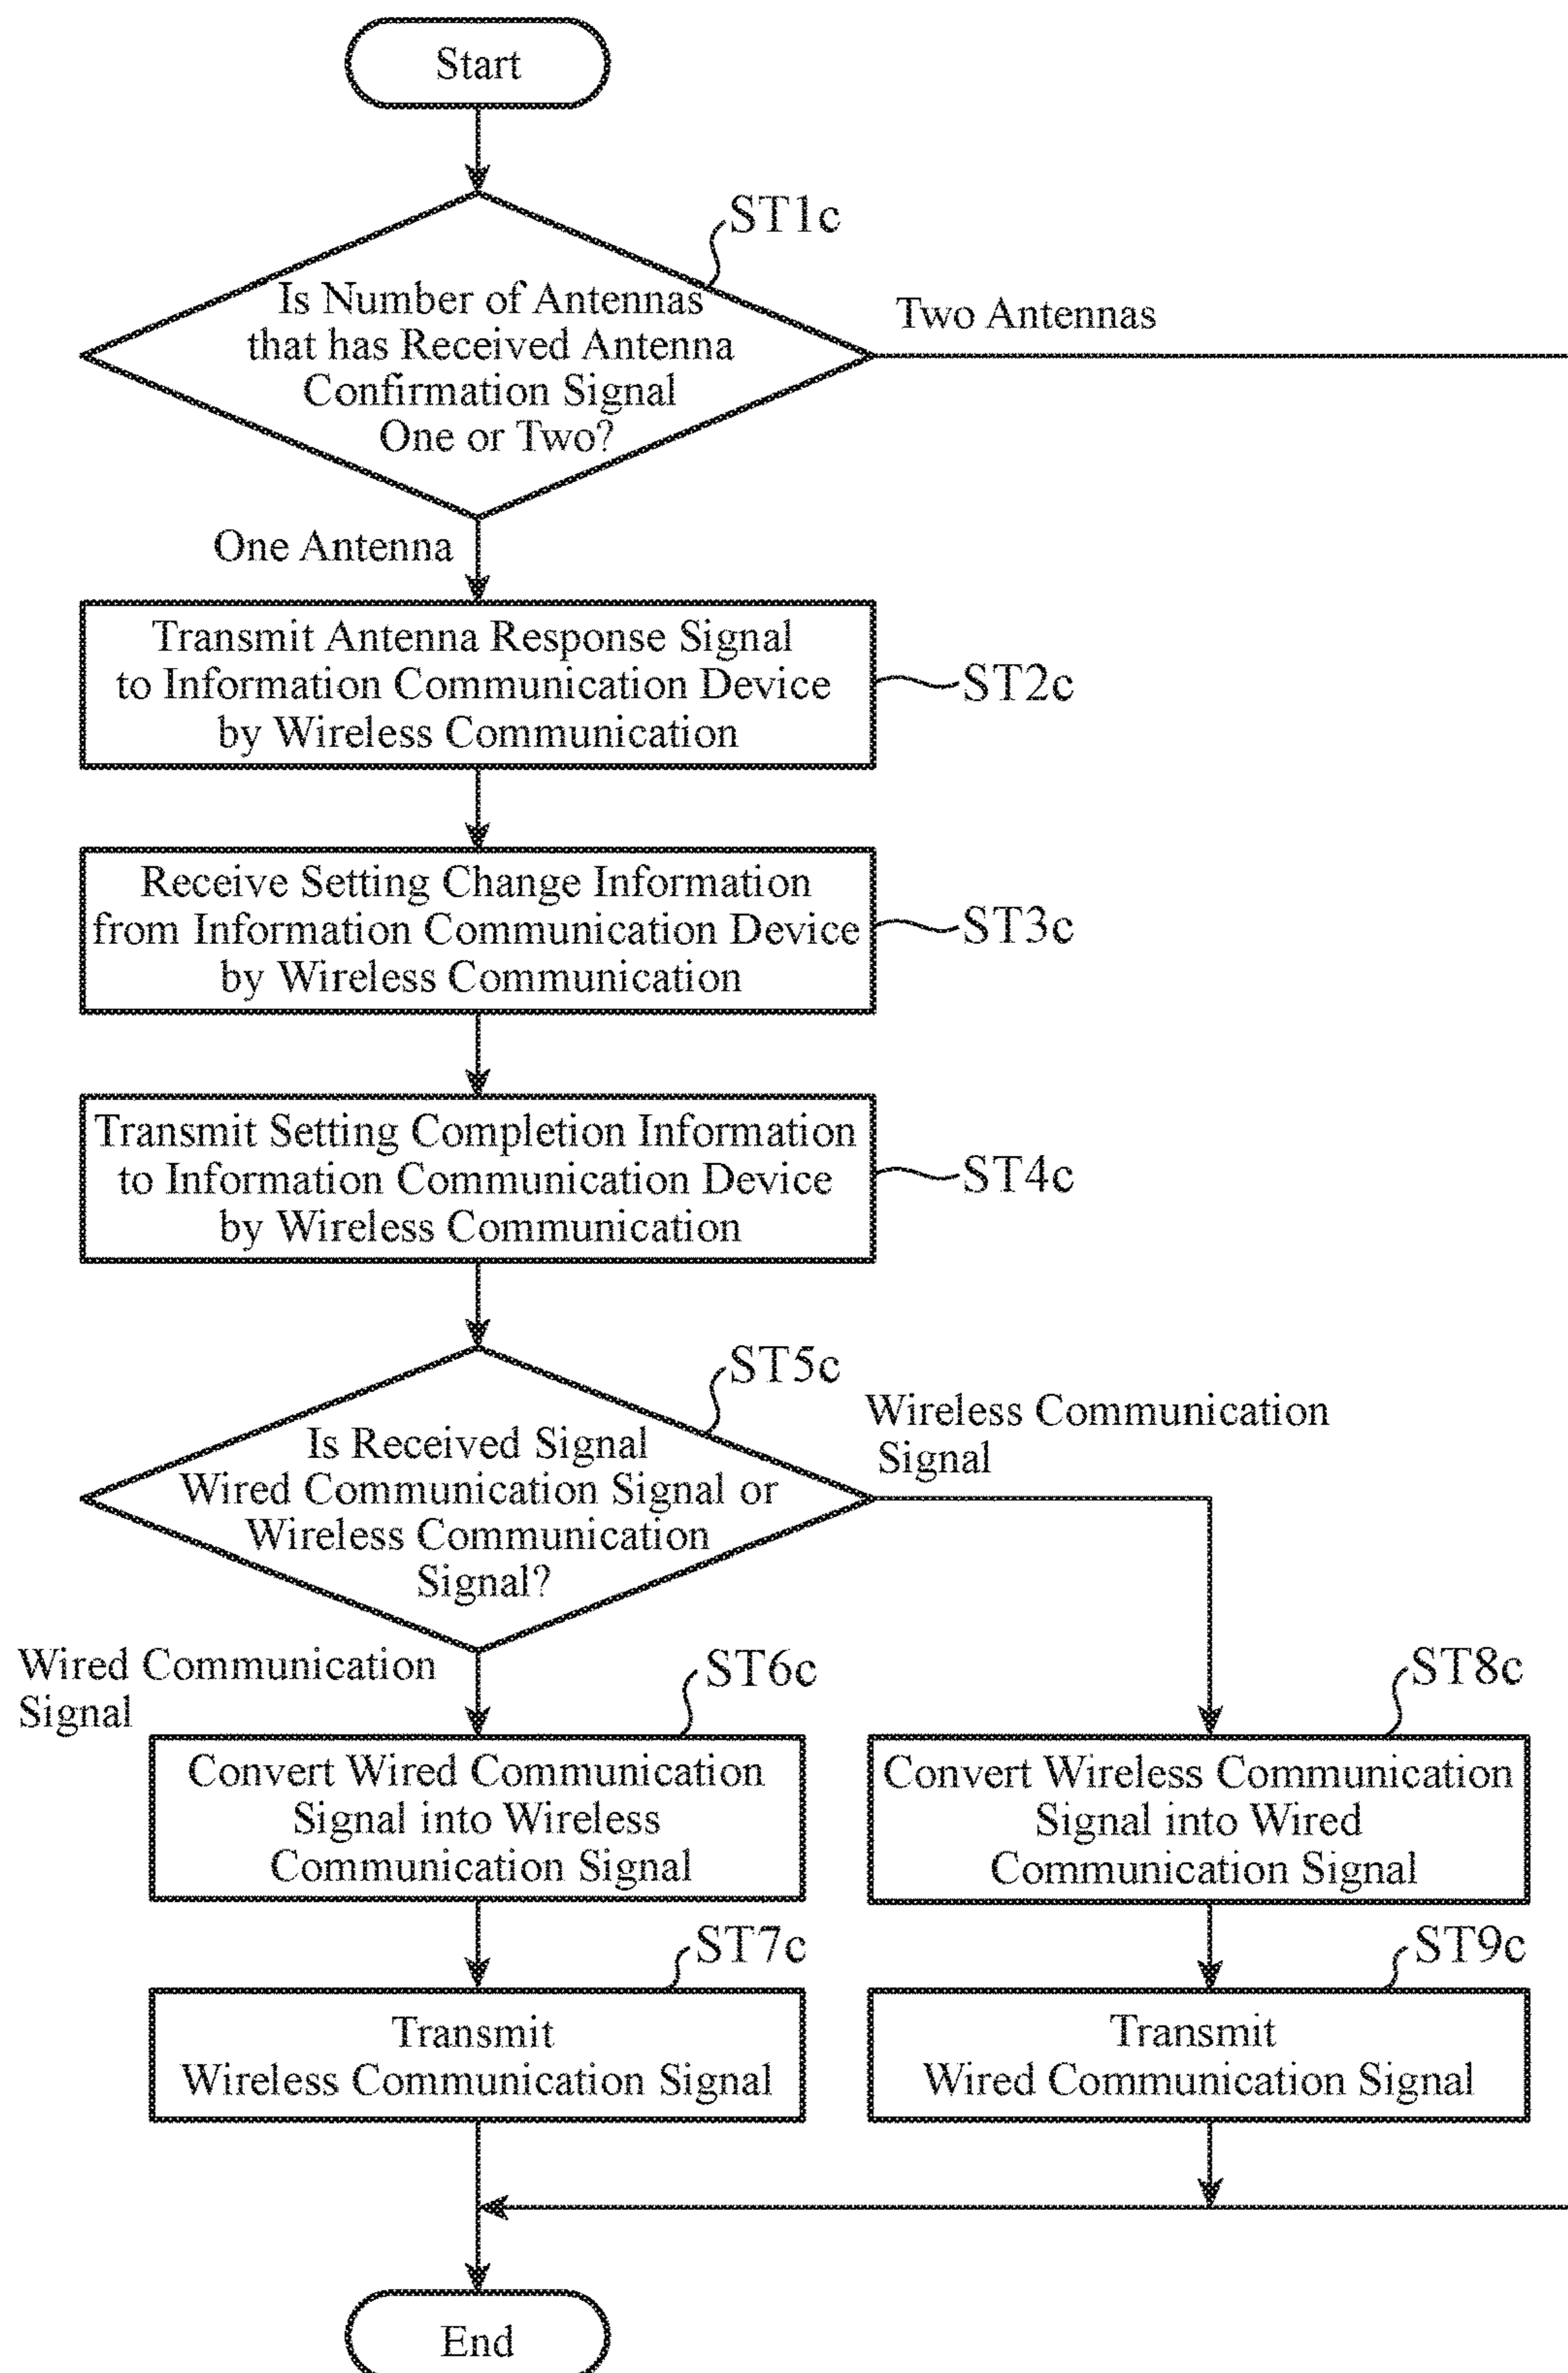 Start
ST1c
Is Number of Antennas
that has Received Antenna
Confirmation Signal
One or Two?
Two Antennas
One Antenna
Transmit Antenna Response Signal
to Information Communication Device
by Wireless Communication
ST2c
Receive Setting Change Information
from Information Communication Device
by Wireless Communication
ST3c
Transmit Setting Completion Information
to Information Communication Device
by Wireless Communication
ST4c
ST5c
Is Received Signal
Wired Communication Signal or
Wireless Communication
Signal?
Wireless Communication
Signal
Wired Communication
Signal
ST6c
Convert Wired Communication
Signal into Wireless
Communication Signal
ST8c
Convert Wireless Communication
Signal into Wired
Communication Signal
ST7c
Transmit
Wireless Communication Signal
ST9c
Transmit
Wired Communication Signal
End